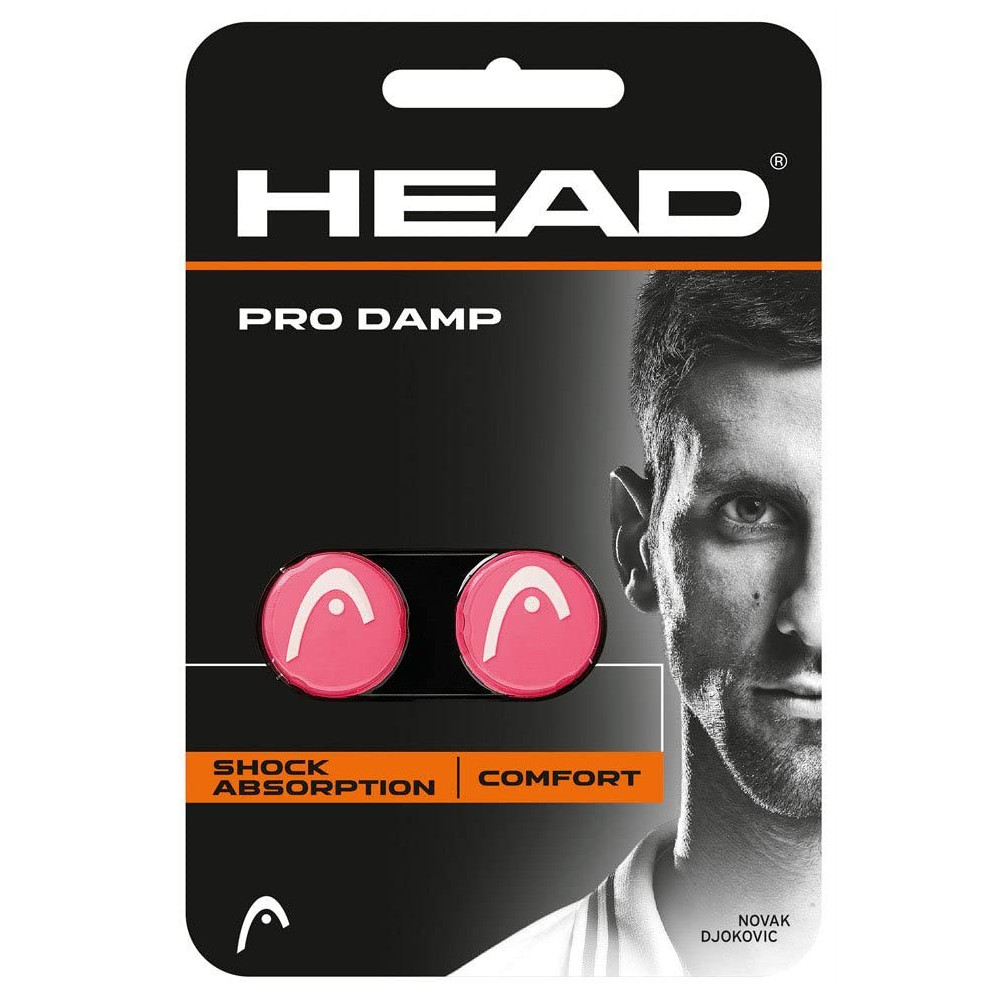 HEAD®
PRO DAMP
SHOCK
ABSORPTION
COMFORT
NOVAK
DJOKOVIC